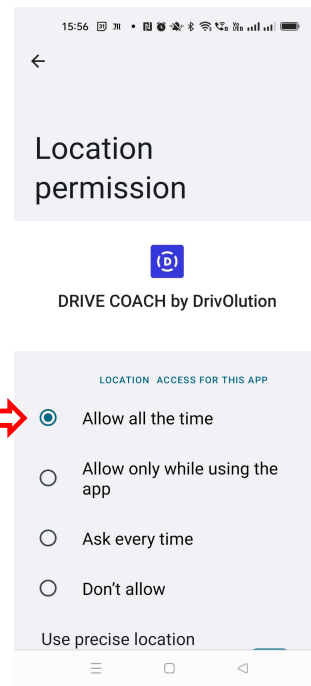 15:56
Location
permission
DRIVE COACH by DrivOlution
LOCATION ACCESS FOR THIS APP
Allow all the time
Allow only while using the
app
Ask every time
Don't allow
Use precise location